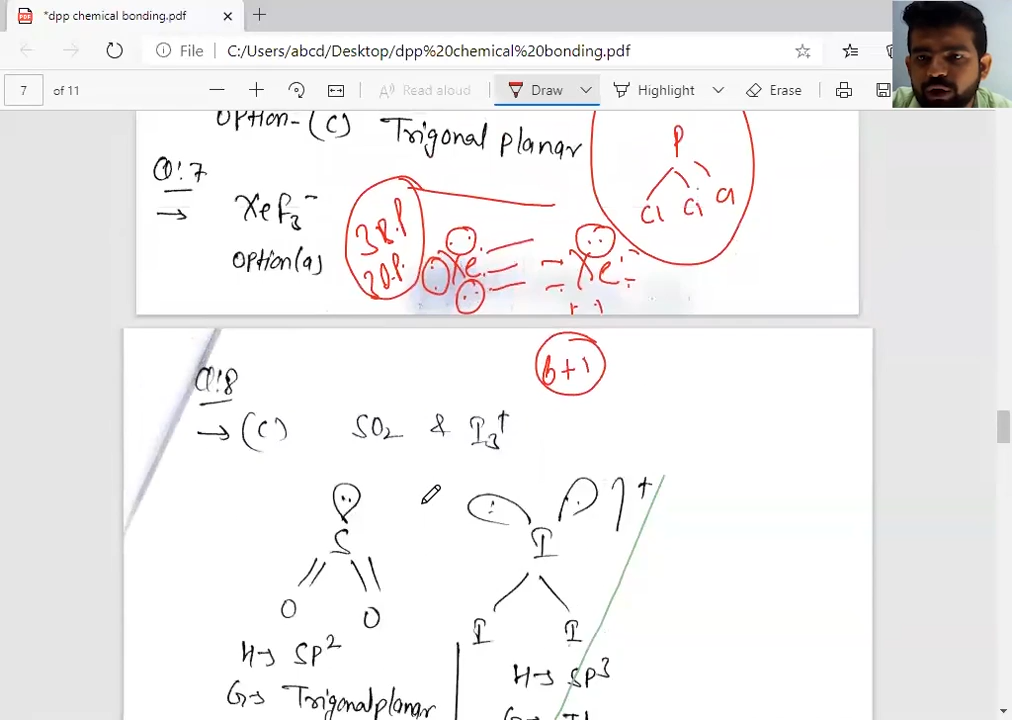 *dpp chemical bonding.pdf
File C:/Users/abcd/Desktop/dpp%20chemical%20bonding.pdf
7 of 11 Read aloud Draw Highlight Erase
option-(C) Trigonal planar
P
Cl Cl Cl
Q:7
→ XeF3-
option(a)
3B.P
Xe
Xe
6+1
Q:8
→ (C) SO2 & I3+
S
O O
I +
I I
H→ SP2
G→ Trigonal planar
H→ SP3